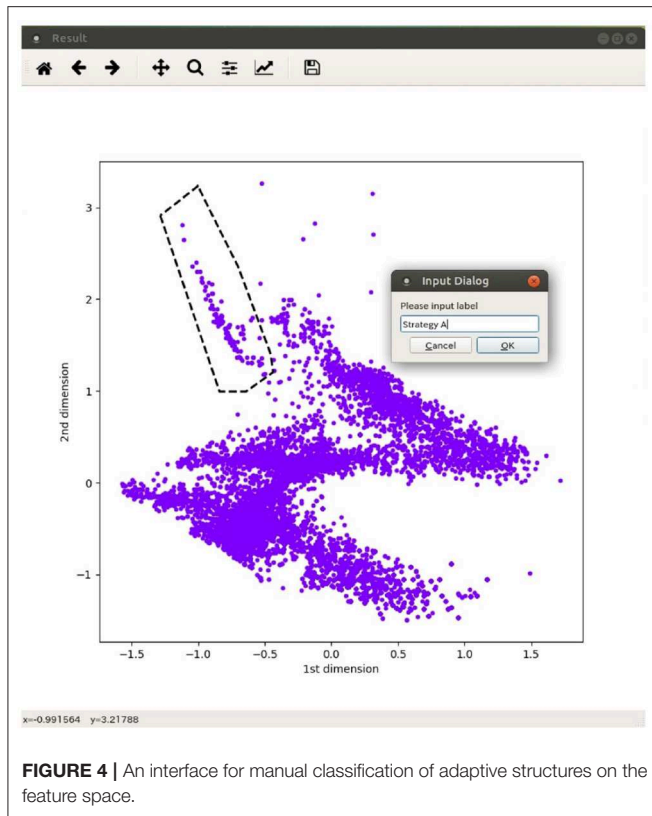 Result
3
2
1
0
−1
2nd dimension
−1.5 −1.0 −0.5 0.0 0.5 1.0 1.5
1st dimension
Input Dialog
Please input label
Strategy A
Cancel OK
x=-0.991564 y=3.21788
FIGURE 4 | An interface for manual classification of adaptive structures on the
feature space.